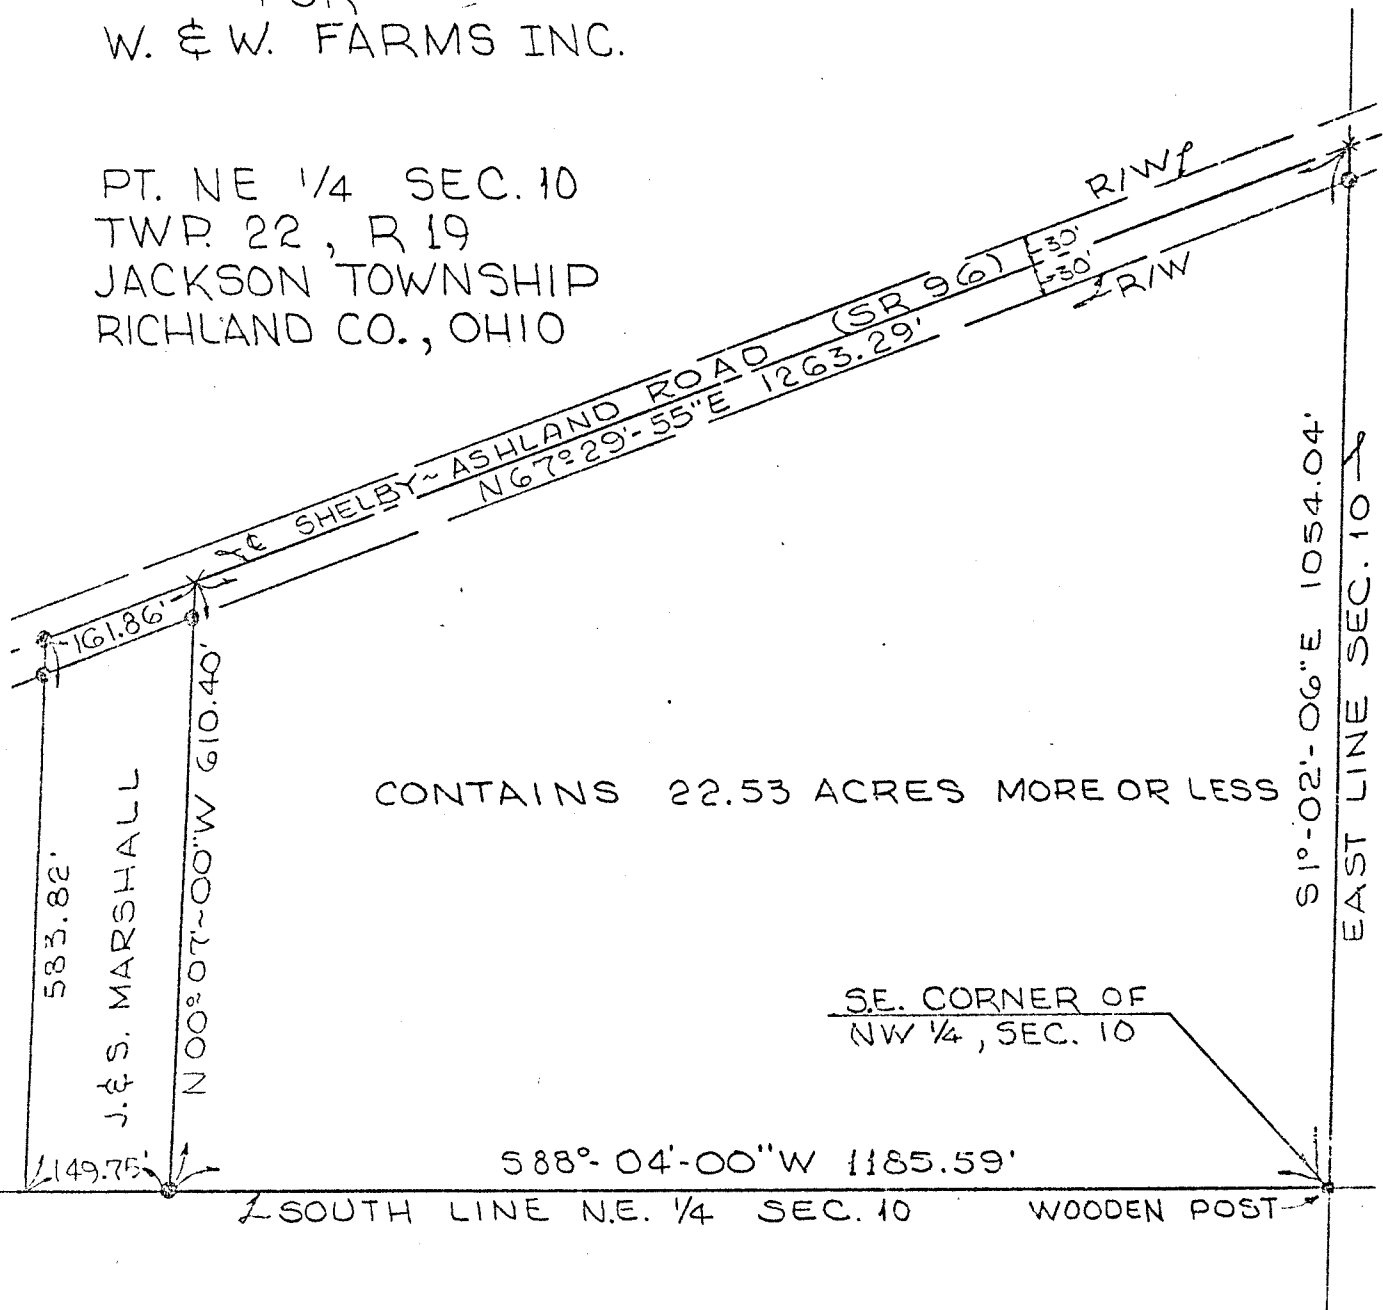 W. & W. FARMS INC.
PT. NE 1/4 SEC. 10
TWP. 22, R 19
JACKSON TOWNSHIP
RICHLAND CO., OHIO
R/W
30'
30'
R/W
℄ SHELBY~ASHLAND ROAD (SR 96)
N67°-29'-55"E 1263.29'
161.86'
583.82'
J. & S. MARSHALL
N00°-07'-00"W 610.40'
CONTAINS 22.53 ACRES MORE OR LESS
S1°-02'-06"E 1054.04'
EAST LINE SEC. 10
S.E. CORNER OF
NW 1/4, SEC. 10
149.75'
S88°-04'-00"W 1185.59'
SOUTH LINE N.E. 1/4 SEC. 10
WOODEN POST